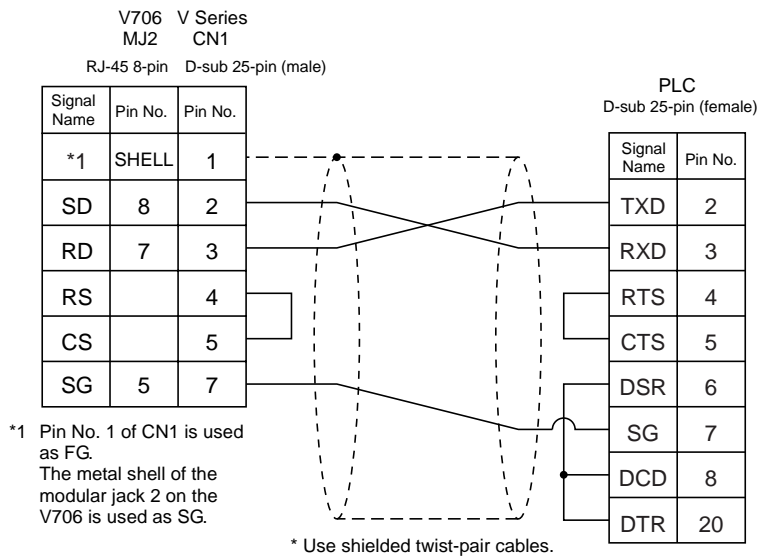 V706 V Series
MJ2 CN1
RJ-45 8-pin D-sub 25-pin (male)
Signal Name Pin No. Pin No.
*1 SHELL 1
SD 8 2
RD 7 3
RS 4
CS 5
SG 5 7
*1 Pin No. 1 of CN1 is used
as FG.
The metal shell of the
modular jack 2 on the
V706 is used as SG.
PLC
D-sub 25-pin (female)
Signal Name Pin No.
TXD 2
RXD 3
RTS 4
CTS 5
DSR 6
SG 7
DCD 8
DTR 20
* Use shielded twist-pair cables.